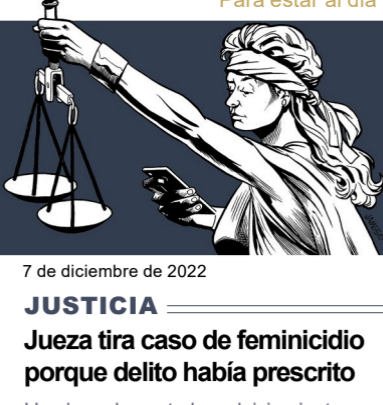 Para estar al día
7 de diciembre de 2022
JUSTICIA
Jueza tira caso de feminicidio
porque delito había prescrito